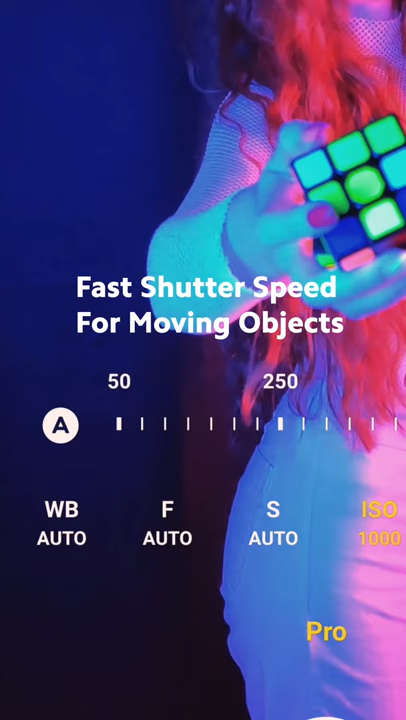 Fast Shutter Speed
For Moving Objects
50 250
A
WB F S ISO
AUTO AUTO AUTO 1000
Pro